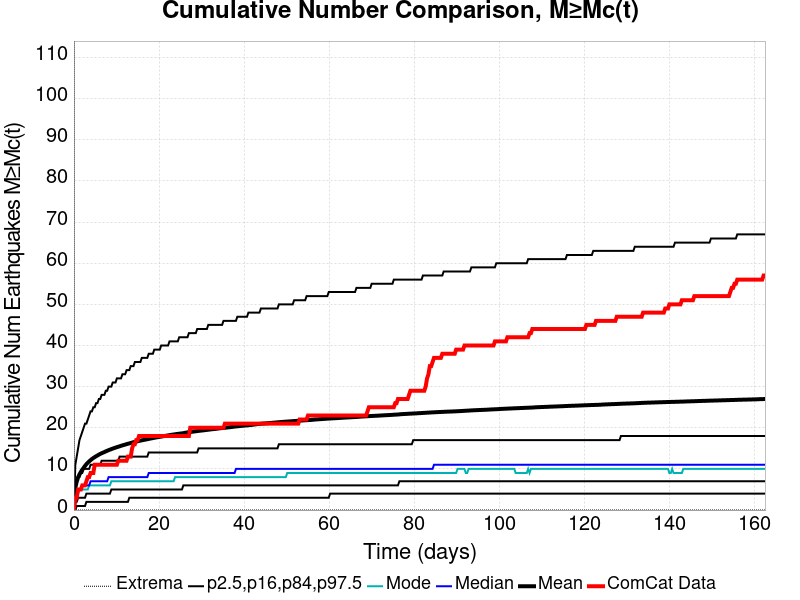 Cumulative Number Comparison, M≥Mc(t)
Cumulative Num Earthquakes M≥Mc(t)
110
100
90
80
70
60
50
40
30
20
10
0
0 20 40 60 80 100 120 140 160
Time (days)
Extrema p2.5,p16,p84,p97.5 Mode Median Mean ComCat Data